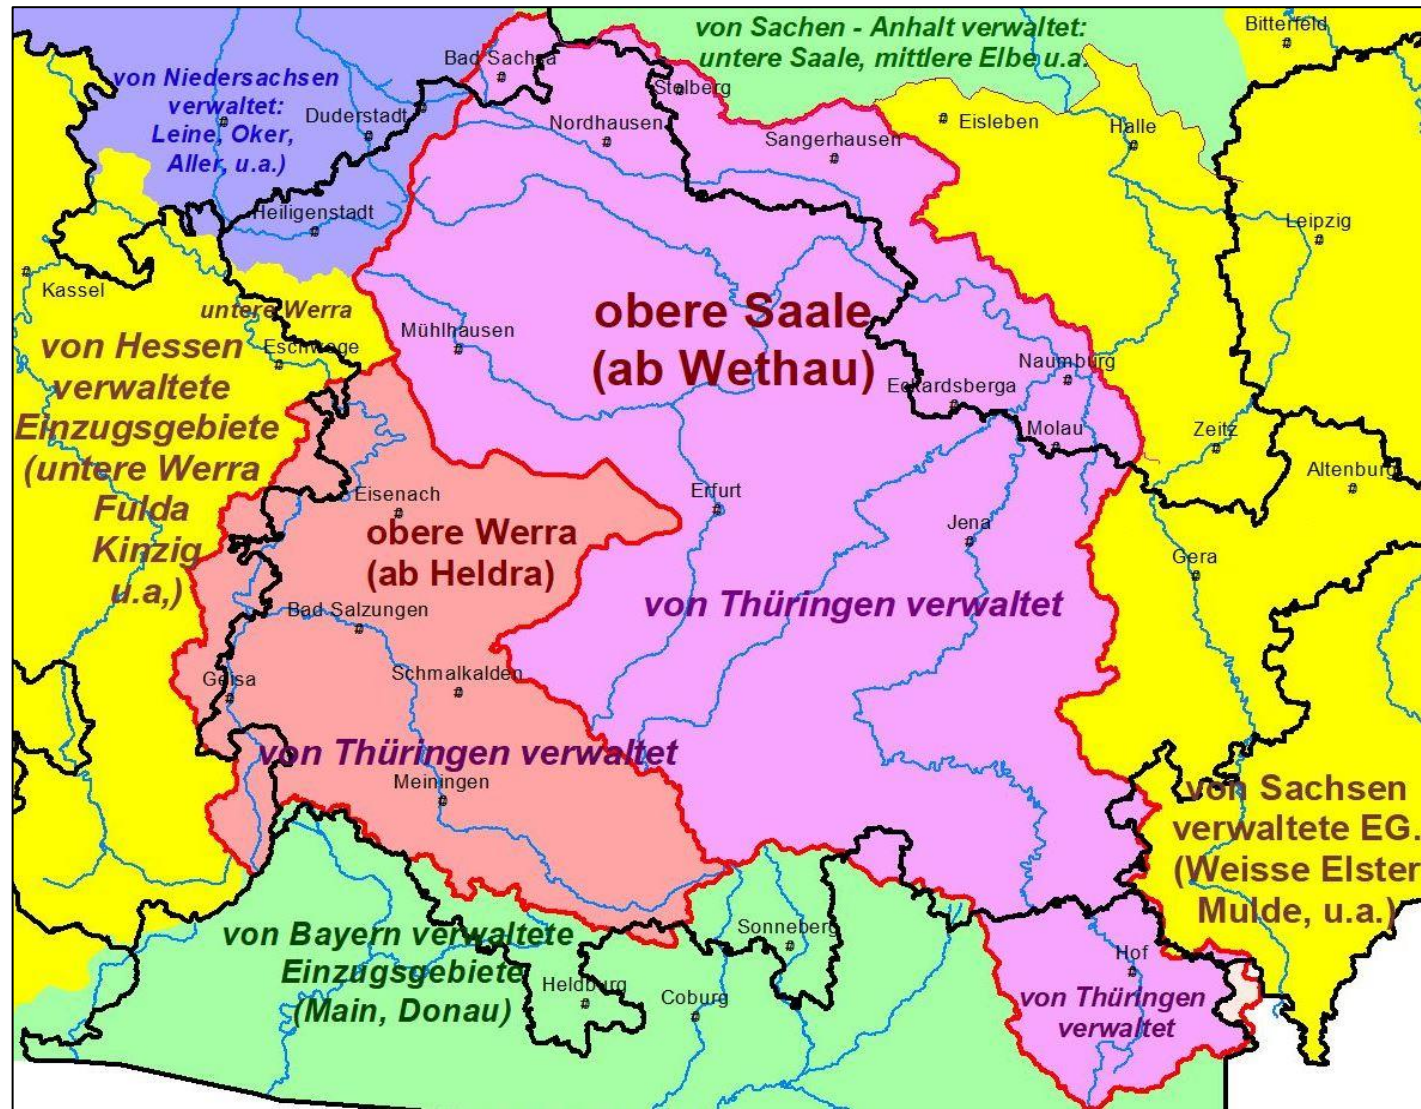 von Sachen - Anhalt verwaltet:
untere Saale, mittlere Elbe u.a.
Bitterfeld
Bad Sachsa
von Niedersachsen
verwaltet:
Leine, Oker,
Aller, u.a.)
Duderstadt
Stolberg
Nordhausen
Sangerhausen
Eisleben
Halle
Heiligenstadt
Leipzig
Kassel
untere Werra
obere Saale
(ab Wethau)
Mühlhausen
Eschwege
von Hessen
verwaltete
Einzugsgebiete
(untere Werra
Fulda
Kinzig
u.a,)
Naumburg
Eckardsberga
Molau
Zeitz
Altenburg
Eisenach
Erfurt
Jena
obere Werra
(ab Heldra)
Gera
Bad Salzungen
von Thüringen verwaltet
Geisa
Schmalkalden
von Thüringen verwaltet
Meiningen
von Sachsen
verwaltete EG.
(Weisse Elster
Mulde, u.a.)
von Bayern verwaltete
Einzugsgebiete
(Main, Donau)
Sonneberg
Heldburg
Coburg
Hof
von Thüringen
verwaltet